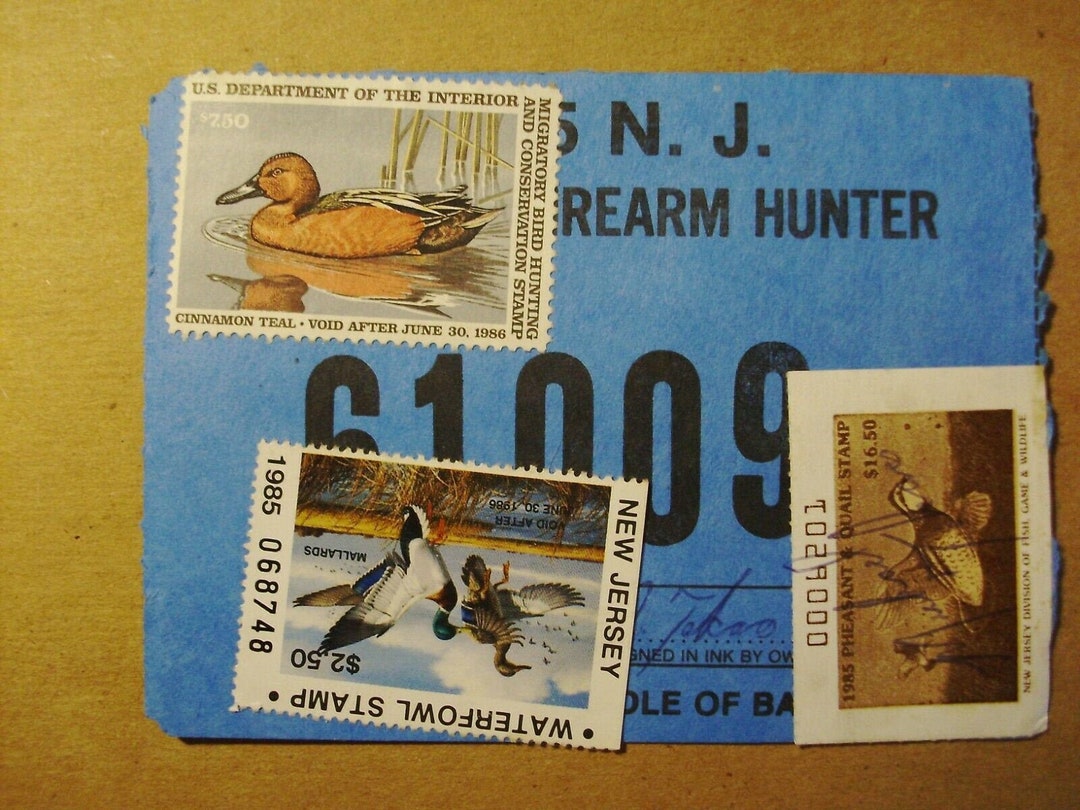 U.S. DEPARTMENT OF THE INTERIOR
$7.50
MIGRATORY BIRD HUNTING
AND CONSERVATION STAMP
CINNAMON TEAL • VOID AFTER JUNE 30, 1986
5 N. J.
REARM HUNTER
61009
1985 068748
NEW JERSEY
• WATERFOWL STAMP •
$2.50
MALLARDS
VOID AFTER
JUNE 30, 1986
GNED IN INK BY OW
OLE OF BA
0006201
1985 PHEASANT & QUAIL STAMP
$16.50
NEW JERSEY DIVISION OF FISH, GAME & WILDLIFE